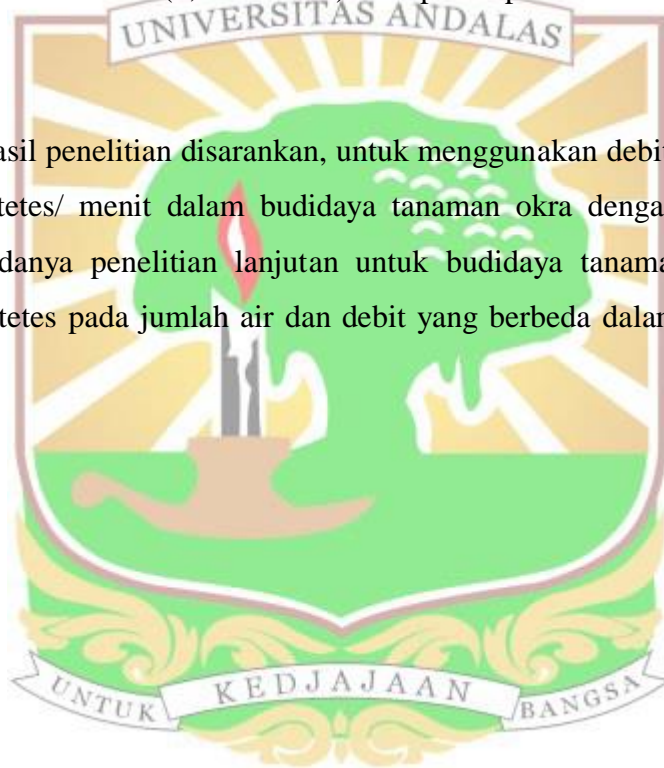 UNIVERSITAS ANDALAS
asil penelitian disarankan, untuk menggunakan debit
tetes/ menit dalam budidaya tanaman okra denga
danya penelitian lanjutan untuk budidaya tanama
tetes pada jumlah air dan debit yang berbeda dalan
UNTUK KEDJAJAAN BANGSA